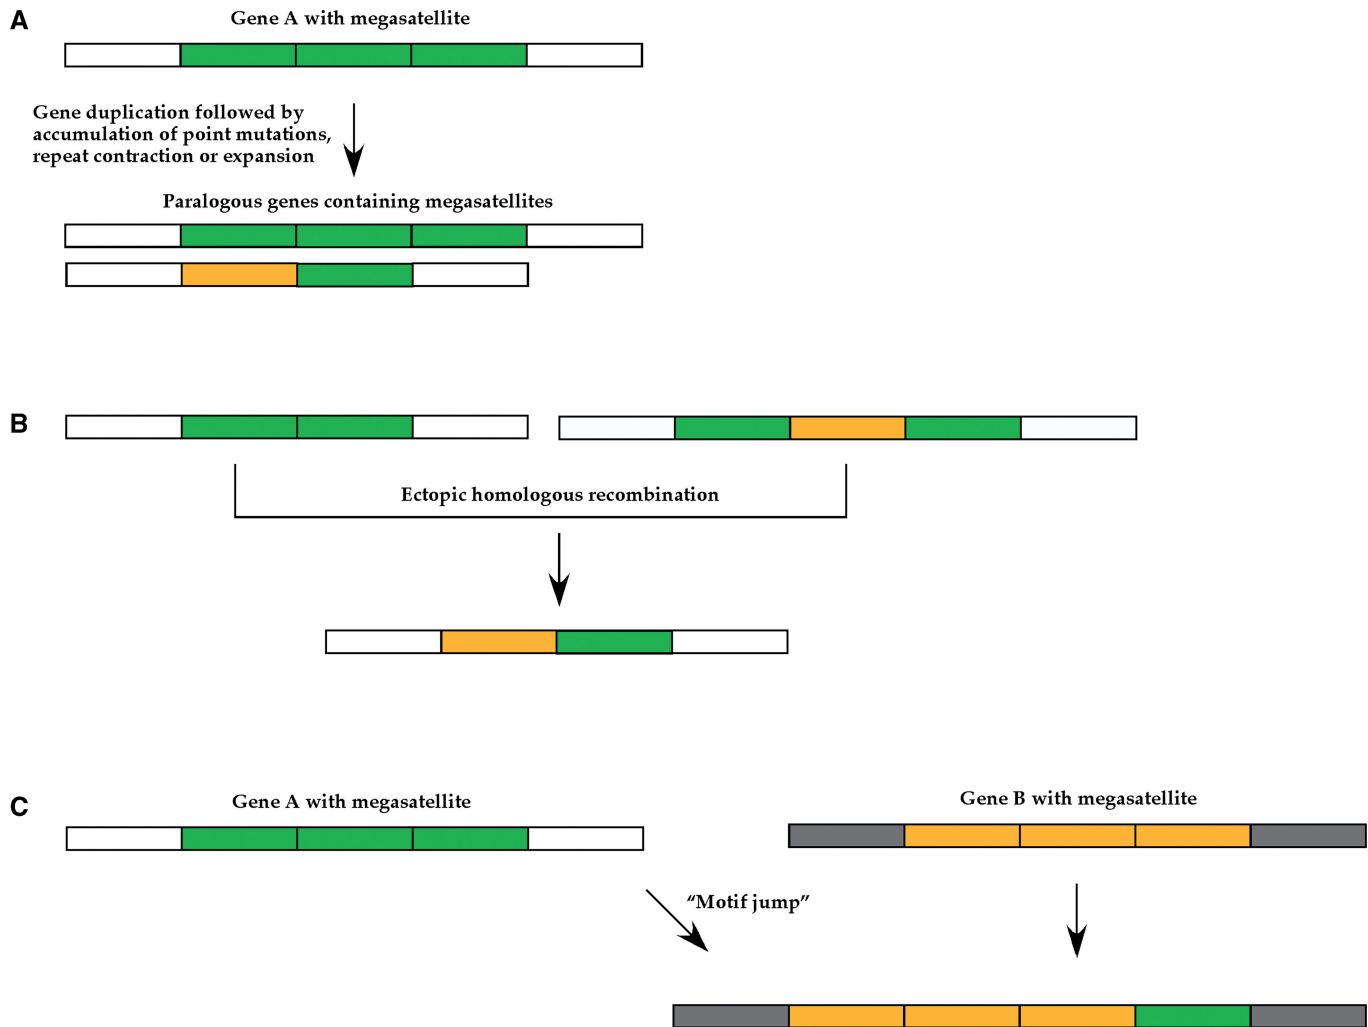 A
Gene A with megasatellite
Gene duplication followed by
accumulation of point mutations,
repeat contraction or expansion
Paralogous genes containing megasatellites
B
Ectopic homologous recombination
C
Gene A with megasatellite
Gene B with megasatellite
“Motif jump”